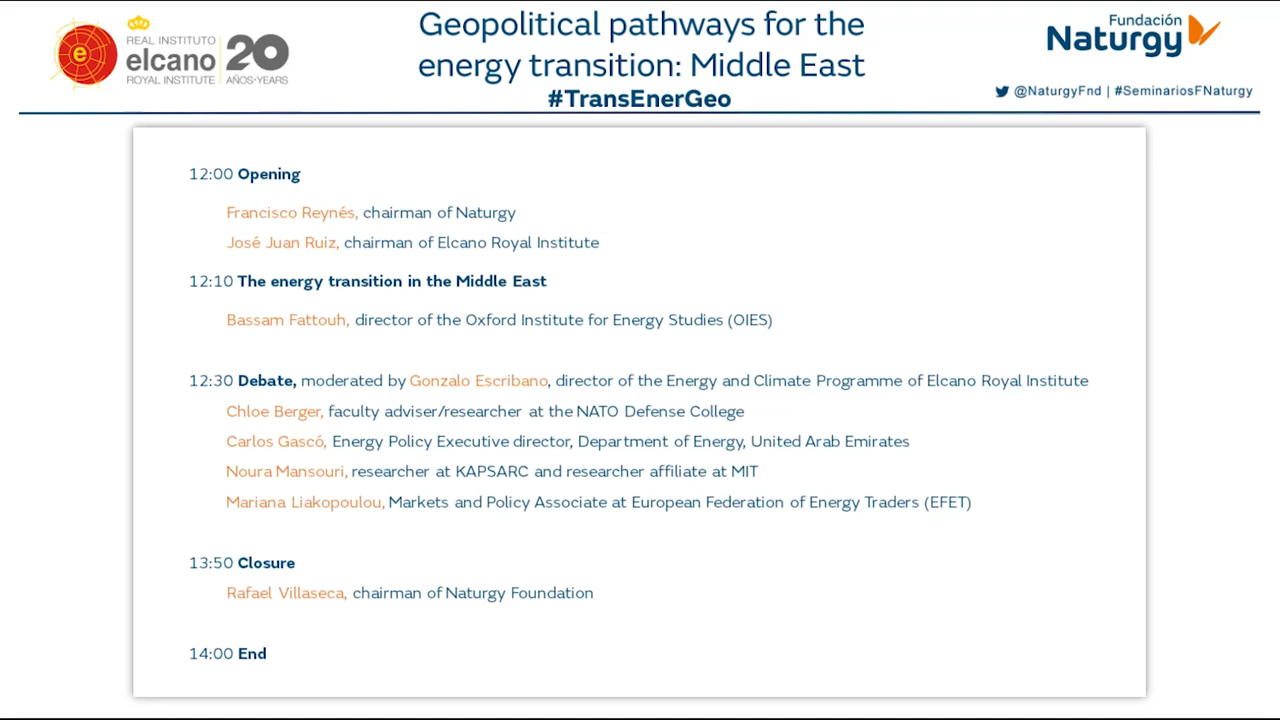 e
REAL INSTITUTO
elcano
ROYAL INSTITUTE
20
AÑOS·YEARS
Geopolitical pathways for the
energy transition: Middle East
#TransEnerGeo
Fundación
Naturgy
@NaturgyFnd | #SeminariosFNaturgy
12:00 Opening
Francisco Reynés, chairman of Naturgy
José Juan Ruiz, chairman of Elcano Royal Institute
12:10 The energy transition in the Middle East
Bassam Fattouh, director of the Oxford Institute for Energy Studies (OIES)
12:30 Debate, moderated by Gonzalo Escribano, director of the Energy and Climate Programme of Elcano Royal Institute
Chloe Berger, faculty adviser/researcher at the NATO Defense College
Carlos Gascó, Energy Policy Executive director, Department of Energy, United Arab Emirates
Noura Mansouri, researcher at KAPSARC and researcher affiliate at MIT
Mariana Liakopoulou, Markets and Policy Associate at European Federation of Energy Traders (EFET)
13:50 Closure
Rafael Villaseca, chairman of Naturgy Foundation
14:00 End